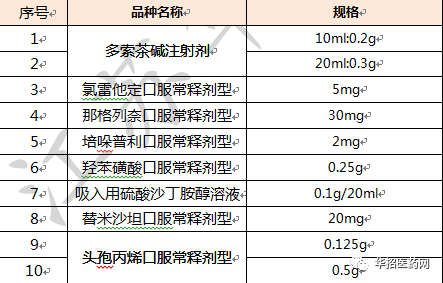 序号 品种名称 规格
1 多索茶碱注射剂 10ml:0.2g
2 20ml:0.3g
3 氯雷他定口服常释剂型 5mg
4 那格列奈口服常释剂型 30mg
5 培哚普利口服常释剂型 2mg
6 羟苯磺酸口服常释剂型 0.25g
7 吸入用硫酸沙丁胺醇溶液 0.1g/20ml
8 替米沙坦口服常释剂型 20mg
9 头孢丙烯口服常释剂型 0.125g
10 0.5g
华招医药网